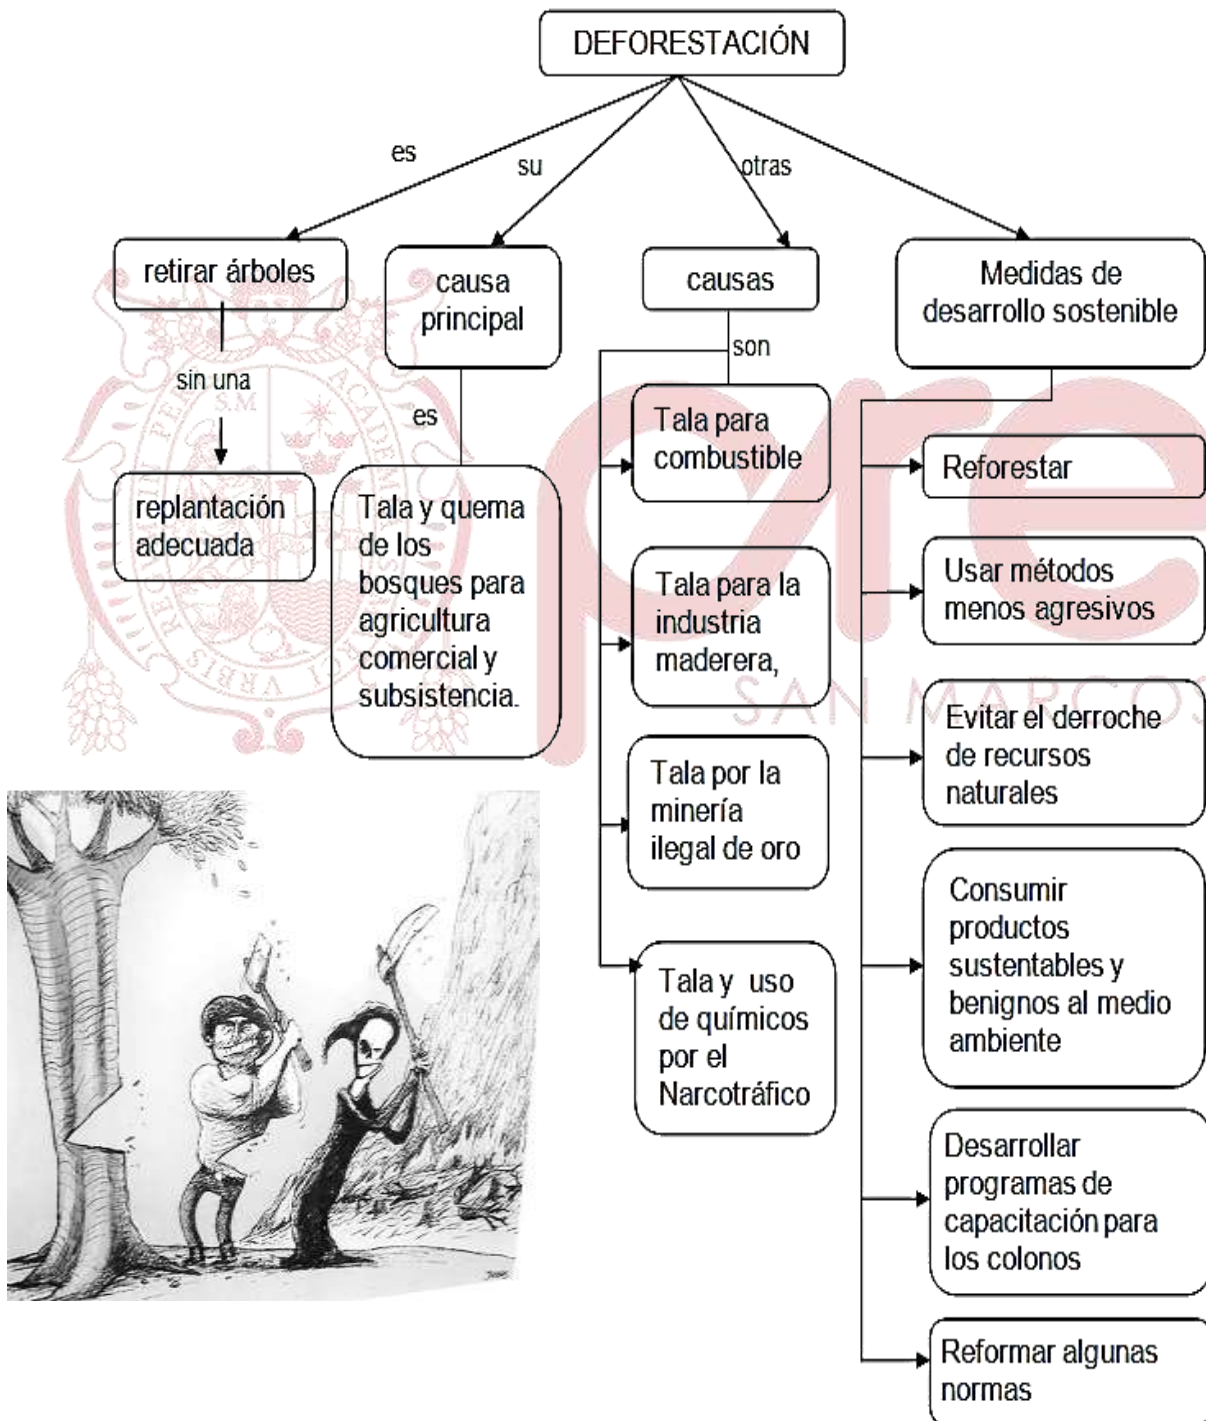 DEFORESTACIÓN
es
su
otras
retirar árboles
sin una
replantación
adecuada
causa
principal
es
Tala y quema
de los
bosques para
agricultura
comercial y
subsistencia.
causas
son
Tala para
combustible
Tala para la
industria
maderera,
Tala por la
minería
ilegal de oro
Tala y uso
de químicos
por el
Narcotráfico
Medidas de
desarrollo sostenible
Reforestar
Usar métodos
menos agresivos
Evitar el derroche
de recursos
naturales
Consumir
productos
sustentables y
benignos al medio
ambiente
Desarrollar
programas de
capacitación para
los colonos
Reformar algunas
normas
pre
SAN MARCOS
S.M.
ACADEMIA